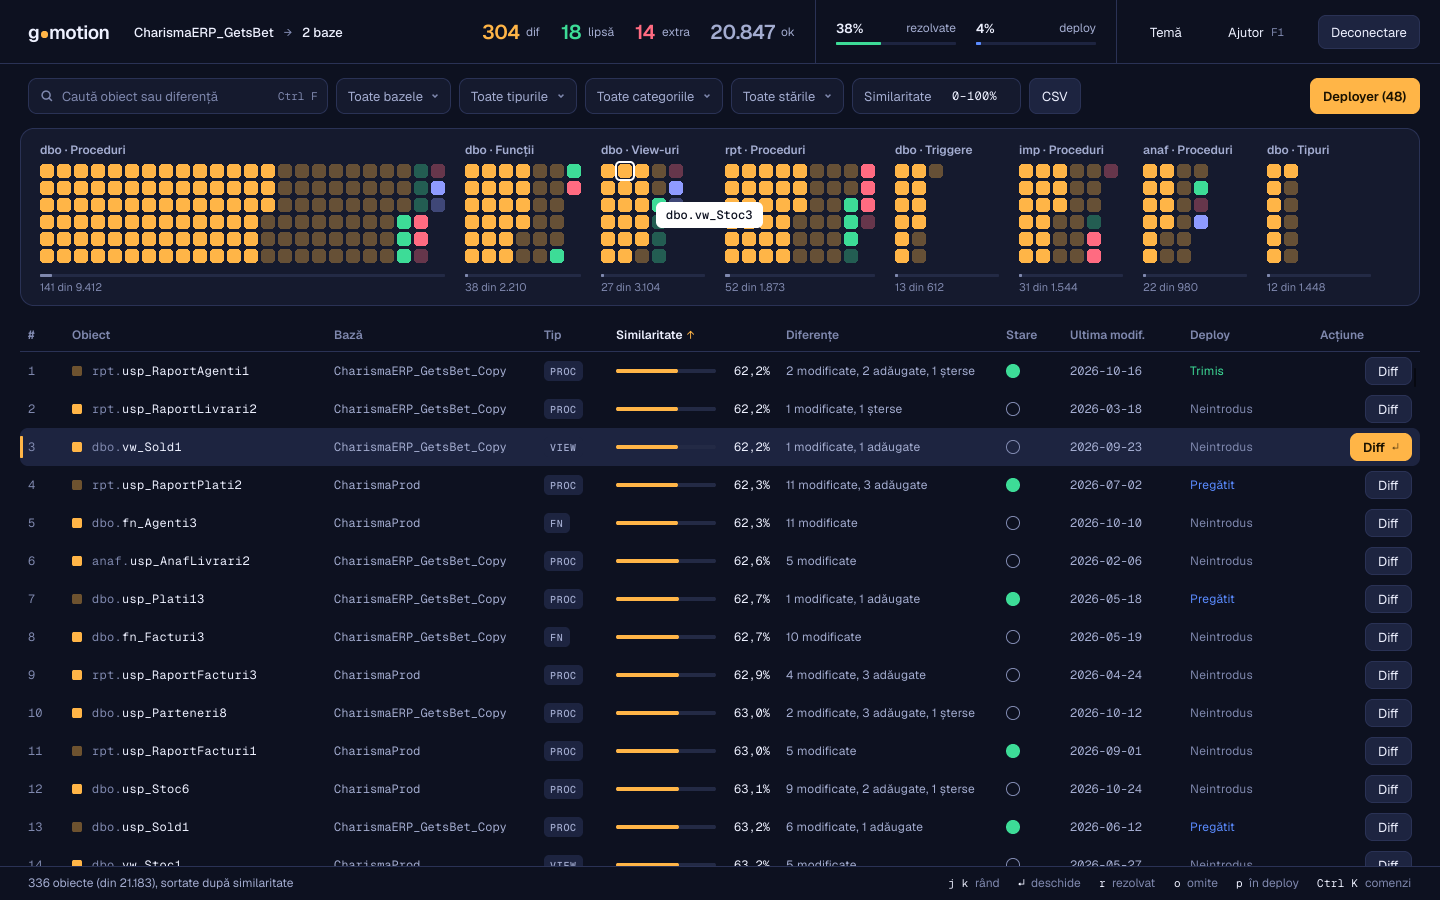 gomotion CharismaERP_GetsBet → 2 baze 304 dif 18 lipsă 14 extra 20.847 ok 38% rezolvate 4% deploy Temă Ajutor F1 Deconectare
Caută obiect sau diferență Ctrl F Toate bazele Toate tipurile Toate categoriile Toate stările Similaritate 0–100% CSV Deployer (48)
dbo · Proceduri dbo · Funcții dbo · View-uri rpt · Proceduri dbo · Triggere imp · Proceduri anaf · Proceduri dbo · Tipuri
dbo.vw_Stoc3
141 din 9.412 38 din 2.210 27 din 3.104 52 din 1.873 13 din 612 31 din 1.544 22 din 980 12 din 1.448
# Obiect Bază Tip Similaritate ↑ Diferențe Stare Ultima modif. Deploy Acțiune
1 rpt.usp_RaportAgenti1 CharismaERP_GetsBet_Copy PROC 62,2% 2 modificate, 2 adăugate, 1 șterse 2026-10-16 Trimis Diff
2 rpt.usp_RaportLivrari2 CharismaERP_GetsBet_Copy PROC 62,2% 1 modificate, 1 șterse 2026-03-18 Neintrodus Diff
3 dbo.vw_Sold1 CharismaERP_GetsBet_Copy VIEW 62,2% 1 modificate, 1 adăugate 2026-09-23 Neintrodus Diff ↵
4 rpt.usp_RaportPlati2 CharismaProd PROC 62,3% 11 modificate, 3 adăugate 2026-07-02 Pregătit Diff
5 dbo.fn_Agenti3 CharismaProd FN 62,3% 11 modificate 2026-10-10 Neintrodus Diff
6 anaf.usp_AnafLivrari2 CharismaERP_GetsBet_Copy PROC 62,6% 5 modificate 2026-02-06 Neintrodus Diff
7 dbo.usp_Plati13 CharismaERP_GetsBet_Copy PROC 62,7% 1 modificate, 1 adăugate 2026-05-18 Pregătit Diff
8 dbo.fn_Facturi3 CharismaERP_GetsBet_Copy FN 62,7% 10 modificate 2026-05-19 Neintrodus Diff
9 rpt.usp_RaportFacturi3 CharismaProd PROC 62,9% 4 modificate, 3 adăugate 2026-04-24 Neintrodus Diff
10 dbo.usp_Parteneri8 CharismaERP_GetsBet_Copy PROC 63,0% 2 modificate, 3 adăugate, 1 șterse 2026-10-12 Neintrodus Diff
11 rpt.usp_RaportFacturi1 CharismaProd PROC 63,0% 5 modificate 2026-09-01 Neintrodus Diff
12 dbo.usp_Stoc6 CharismaProd PROC 63,1% 9 modificate, 2 adăugate, 1 șterse 2026-10-24 Neintrodus Diff
13 dbo.usp_Sold1 CharismaProd PROC 63,2% 6 modificate, 1 adăugate 2026-06-12 Pregătit Diff
14 dbo.vw_Stoc1 CharismaERP_GetsBet_Copy VIEW 63,2% 5 modificate 2026-05-27 Neintrodus Diff
336 obiecte (din 21.183), sortate după similaritate j k rând ↵ deschide r rezolvat o omite p în deploy Ctrl K comenzi